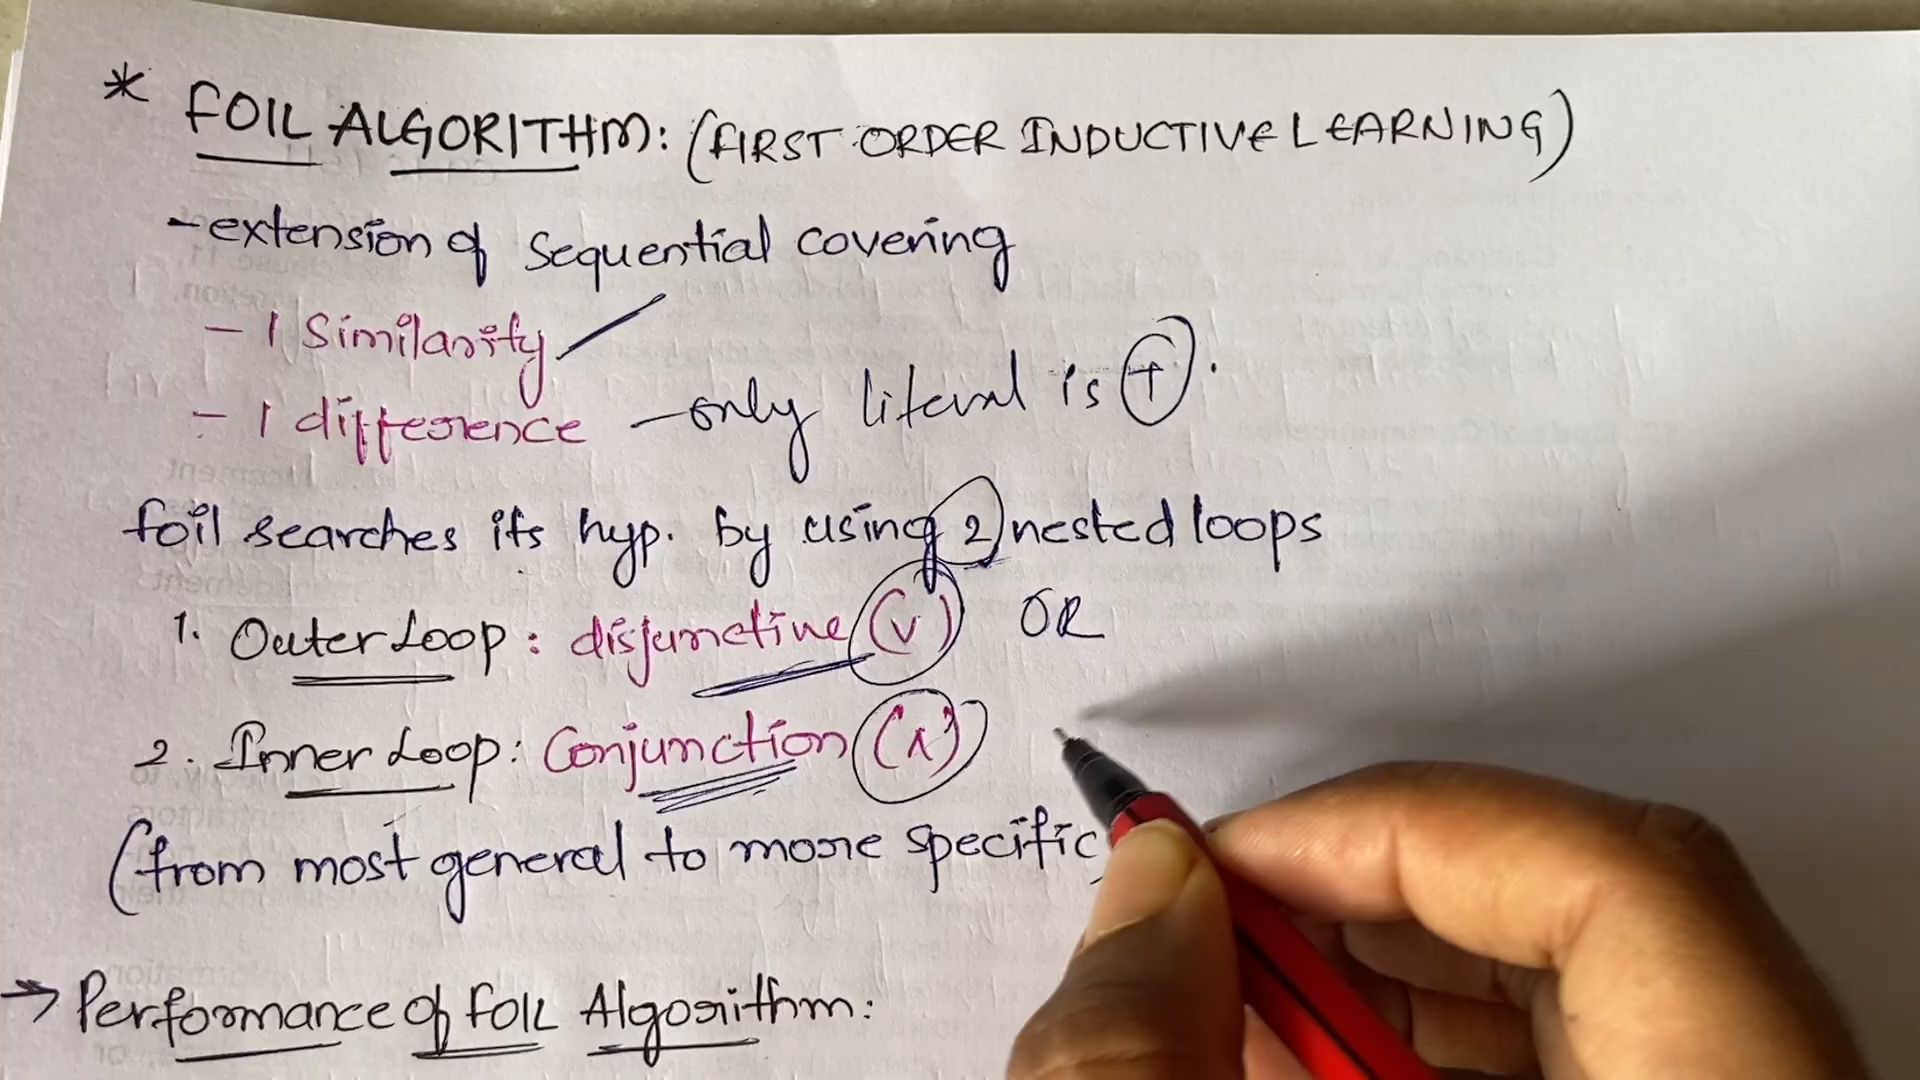 * FOIL ALGORITHM: (FIRST ORDER INDUCTIVE LEARNING)
- extension of sequential covering
- 1 Similarity
- 1 difference - only literal is +.
foil searches its hyp. by using 2 nested loops
1. Outer Loop: disjunctive (v) OR
2. Inner Loop: Conjunction (∧)
(from most general to more specific
→ Performance of FOIL Algorithm: